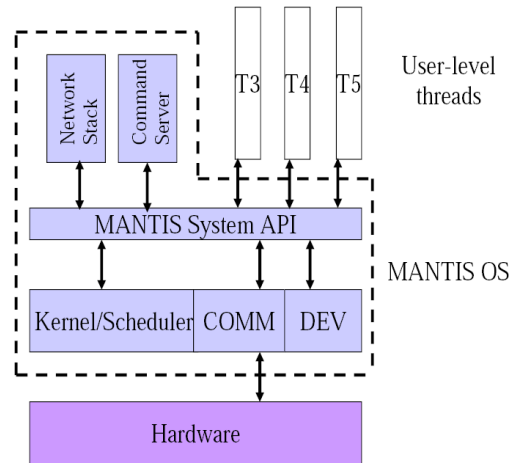 Network
Stack
Command
Server
T3
T4
T5
User-level
threads
MANTIS System API
MANTIS OS
Kernel/Scheduler
COMM
DEV
Hardware